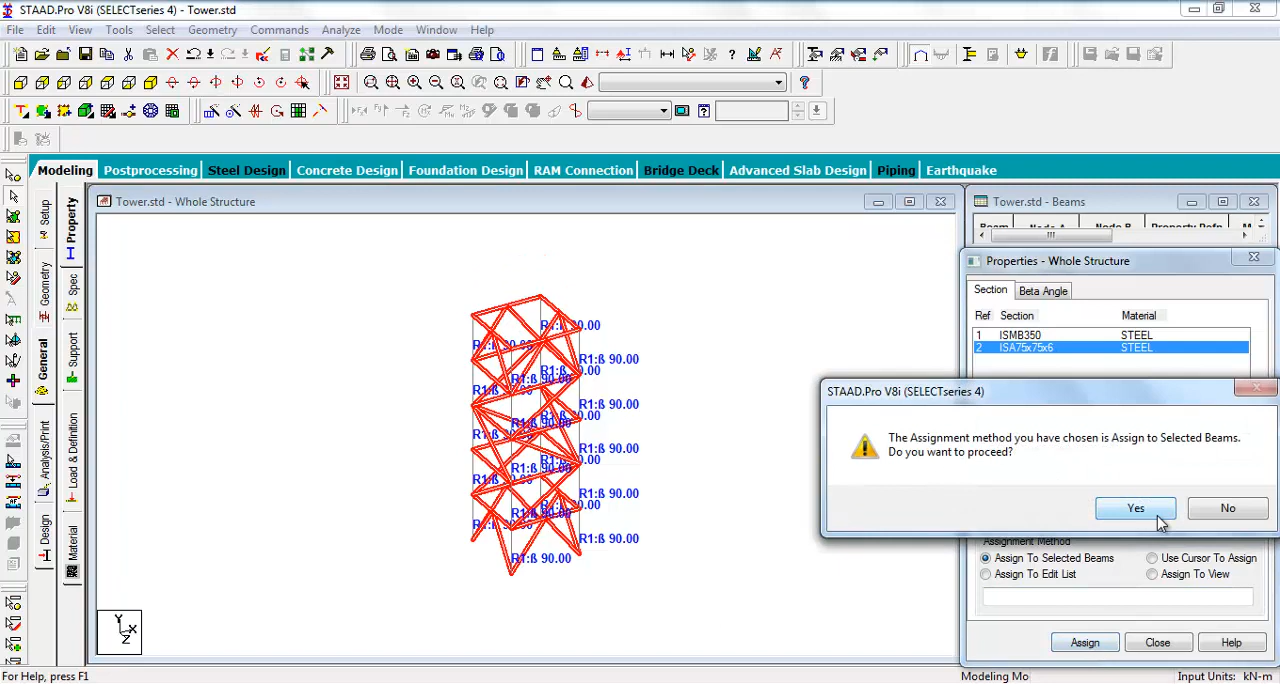 STAAD.Pro V8i (SELECTseries 4) - Tower.std
File Edit View Tools Select Geometry Commands Analyze Mode Window Help
Modeling Postprocessing Steel Design Concrete Design Foundation Design RAM Connection Bridge Deck Advanced Slab Design Piping Earthquake
Setup
Geometry
General
Analysis/Print
Design
Property
Spec
Support
Load & Definition
Material
Tower.std - Whole Structure
R1:ß 90.00
R1:ß 90.00
R1:ß 90.00
R1:ß 90.00
R1:ß 90.00
R1:ß 90.00
Y
X
Z
Tower.std - Beams
Beam Node A Node B Property Refn M
Properties - Whole Structure
Section Beta Angle
Ref Section Material
1 ISMB350 STEEL
2 ISA75x75x6 STEEL
STAAD.Pro V8i (SELECTseries 4)
The Assignment method you have chosen is Assign to Selected Beams.
Do you want to proceed?
Yes No
Assignment Method
Assign To Selected Beams Use Cursor To Assign
Assign To Edit List Assign To View
Assign Close Help
For Help, press F1 Modeling Mo Input Units: kN-m